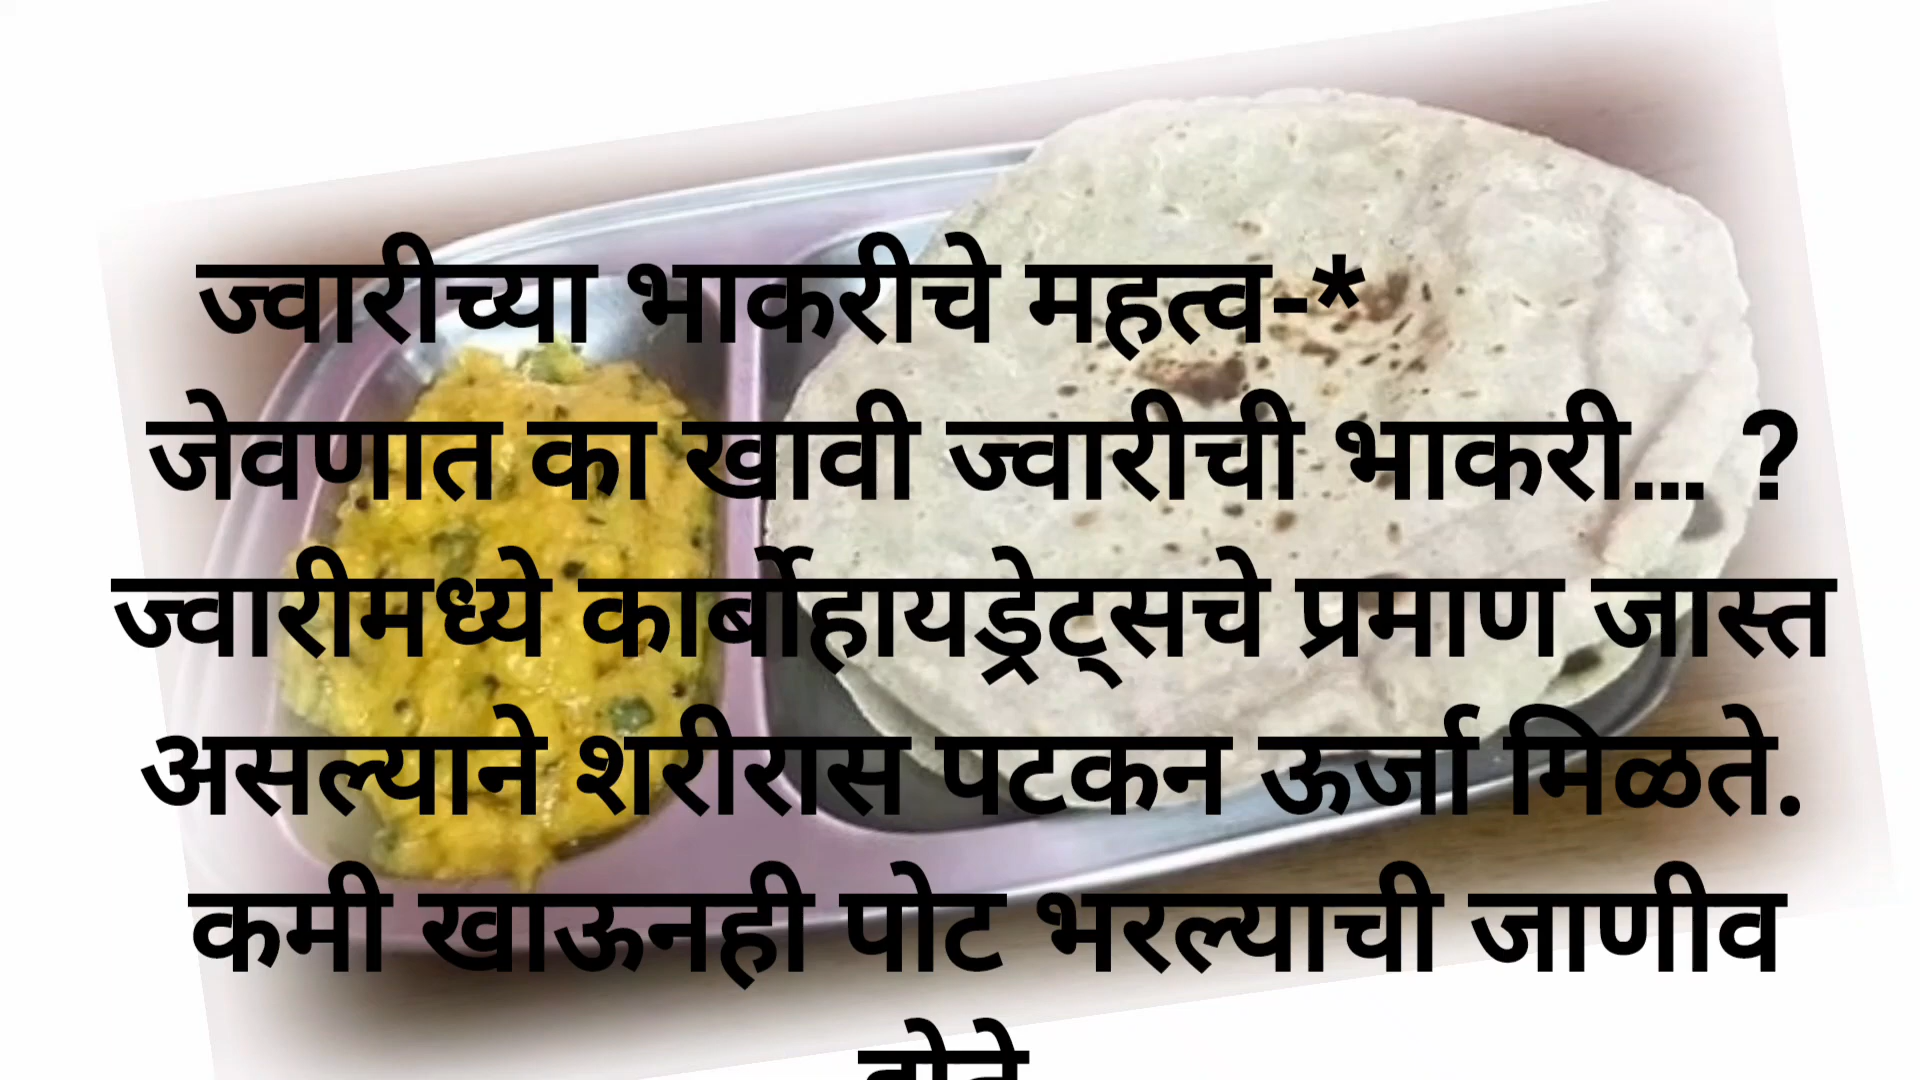 ज्वारीच्या भाकरीचे महत्व-*
जेवणात का खावी ज्वारीची भाकरी... ?
ज्वारीमध्ये कार्बोहायड्रेट्सचे प्रमाण जास्त
असल्याने शरीरास पटकन ऊर्जा मिळते.
कमी खाऊनही पोट भरल्याची जाणीव